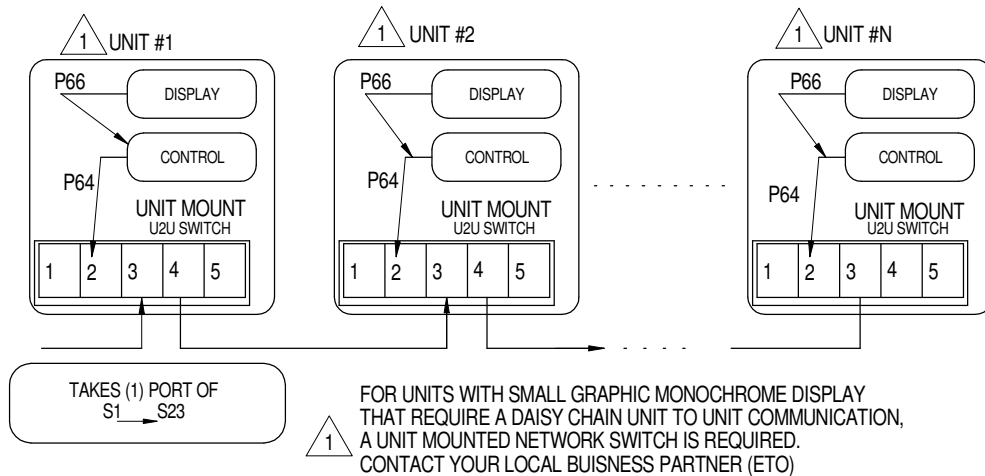 1 UNIT #1
1 UNIT #2
1 UNIT #N
P66
DISPLAY
CONTROL
P64
UNIT MOUNT
U2U SWITCH
1 2 3 4 5
P66
DISPLAY
CONTROL
P64
UNIT MOUNT
U2U SWITCH
1 2 3 4 5
P66
DISPLAY
CONTROL
P64
UNIT MOUNT
U2U SWITCH
1 2 3 4 5
TAKES (1) PORT OF
S1 S23
1
FOR UNITS WITH SMALL GRAPHIC MONOCHROME DISPLAY
THAT REQUIRE A DAISY CHAIN UNIT TO UNIT COMMUNICATION,
A UNIT MOUNTED NETWORK SWITCH IS REQUIRED.
CONTACT YOUR LOCAL BUISNESS PARTNER (ETO)